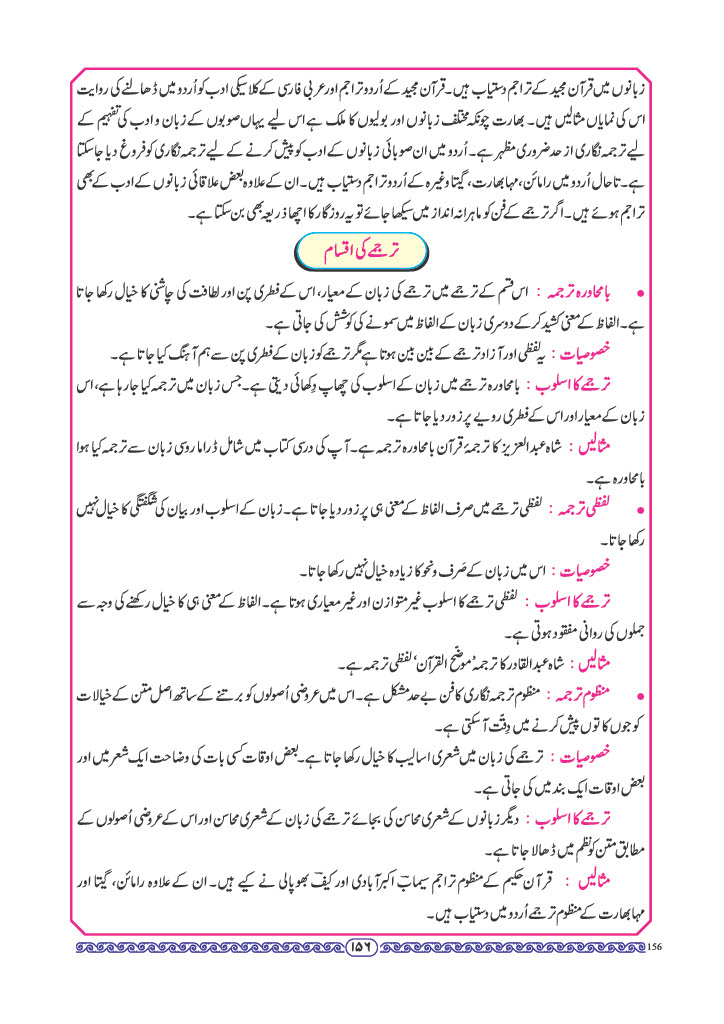 زبانوں میں قرآن مجید کے تراجم دستیاب ہیں۔ قرآن مجید کے اُردو تراجم اور عربی فارسی کے کلاسیکی ادب کو اُردو میں ڈھالنے کی روایت
اس کی نمایاں مثالیں ہیں۔ بھارت چونکہ مختلف زبانوں اور بولیوں کا ملک ہے اس لیے یہاں صوبوں کے زبان و ادب کی تفہیم کے
لیے ترجمہ نگاری از حد ضروری مظہر ہے۔ اُردو میں ان صوبائی زبانوں کے ادب کو پیش کرنے کے لیے ترجمہ نگاری کو فروغ دیا جا سکتا
ہے۔ تاحال اُردو میں رامائن، مہابھارت، گیتا وغیرہ کے اُردو تراجم دستیاب ہیں۔ ان کے علاوہ بعض علاقائی زبانوں کے ادب کے بھی
تراجم ہوئے ہیں۔ اگر ترجمے کے فن کو ماہرانہ انداز میں سیکھا جائے تو یہ روزگار کا اچھا ذریعہ بھی بن سکتا ہے۔
ترجمے کی اقسام
• بامحاورہ ترجمہ : اس قسم کے ترجمے میں ترجمے کی زبان کے معیار، اس کے فطری پن اور لطافت کی چاشنی کا خیال رکھا جاتا
ہے۔ الفاظ کے معنی کشید کر کے دوسری زبان کے الفاظ میں سمونے کی کوشش کی جاتی ہے۔
خصوصیات : یہ لفظی اور آزاد ترجمے کے بین بین ہوتا ہے مگر ترجمے کو زبان کے فطری پن سے ہم آہنگ کیا جاتا ہے۔
ترجمے کا اسلوب : بامحاورہ ترجمے میں زبان کے اسلوب کی چھاپ دِکھائی دیتی ہے۔ جس زبان میں ترجمہ کیا جا رہا ہے، اس
زبان کے معیار اور اس کے فطری رویے پر زور دیا جاتا ہے۔
مثالیں : شاہ عبدالعزیز کا ترجمۂ قرآن بامحاورہ ترجمہ ہے۔ آپ کی درسی کتاب میں شامل ڈراما روسی زبان سے ترجمہ کیا ہوا
بامحاورہ ہے۔
• لفظی ترجمہ : لفظی ترجمے میں صرف الفاظ کے معنی ہی پر زور دیا جاتا ہے۔ زبان کے اسلوب اور بیان کی شگفتگی کا خیال نہیں
رکھا جاتا۔
خصوصیات : اس میں زبان کے صَرف و نحو کا زیادہ خیال نہیں رکھا جاتا۔
ترجمے کا اسلوب : لفظی ترجمے کا اسلوب غیر متوازن اور غیر معیاری ہوتا ہے۔ الفاظ کے معنی ہی کا خیال رکھنے کی وجہ سے
جملوں کی روانی مفقود ہوتی ہے۔
مثالیں : شاہ عبدالقادر کا ترجمہ ’موضح القرآن‘ لفظی ترجمہ ہے۔
• منظوم ترجمہ : منظوم ترجمہ نگاری کا فن بے حد مشکل ہے۔ اس میں عروضی اُصولوں کو برتنے کے ساتھ اصل متن کے خیالات
کو جوں کا توں پیش کرنے میں دِقّت آ سکتی ہے۔
خصوصیات : ترجمے کی زبان میں شعری اسالیب کا خیال رکھا جاتا ہے۔ بعض اوقات کسی بات کی وضاحت ایک شعر میں اور
بعض اوقات ایک بند میں کی جاتی ہے۔
ترجمے کا اسلوب : دیگر زبانوں کے شعری محاسن کی بجائے ترجمے کی زبان کے شعری محاسن اور اس کے عروضی اُصولوں کے
مطابق متن کو نظم میں ڈھالا جاتا ہے۔
مثالیں : قرآن حکیم کے منظوم تراجم سیمابؔ اکبرآبادی اور کیفؔ بھوپالی نے کیے ہیں۔ ان کے علاوہ رامائن، گیتا اور
مہابھارت کے منظوم ترجمے اُردو میں دستیاب ہیں۔
۱۵۶
156